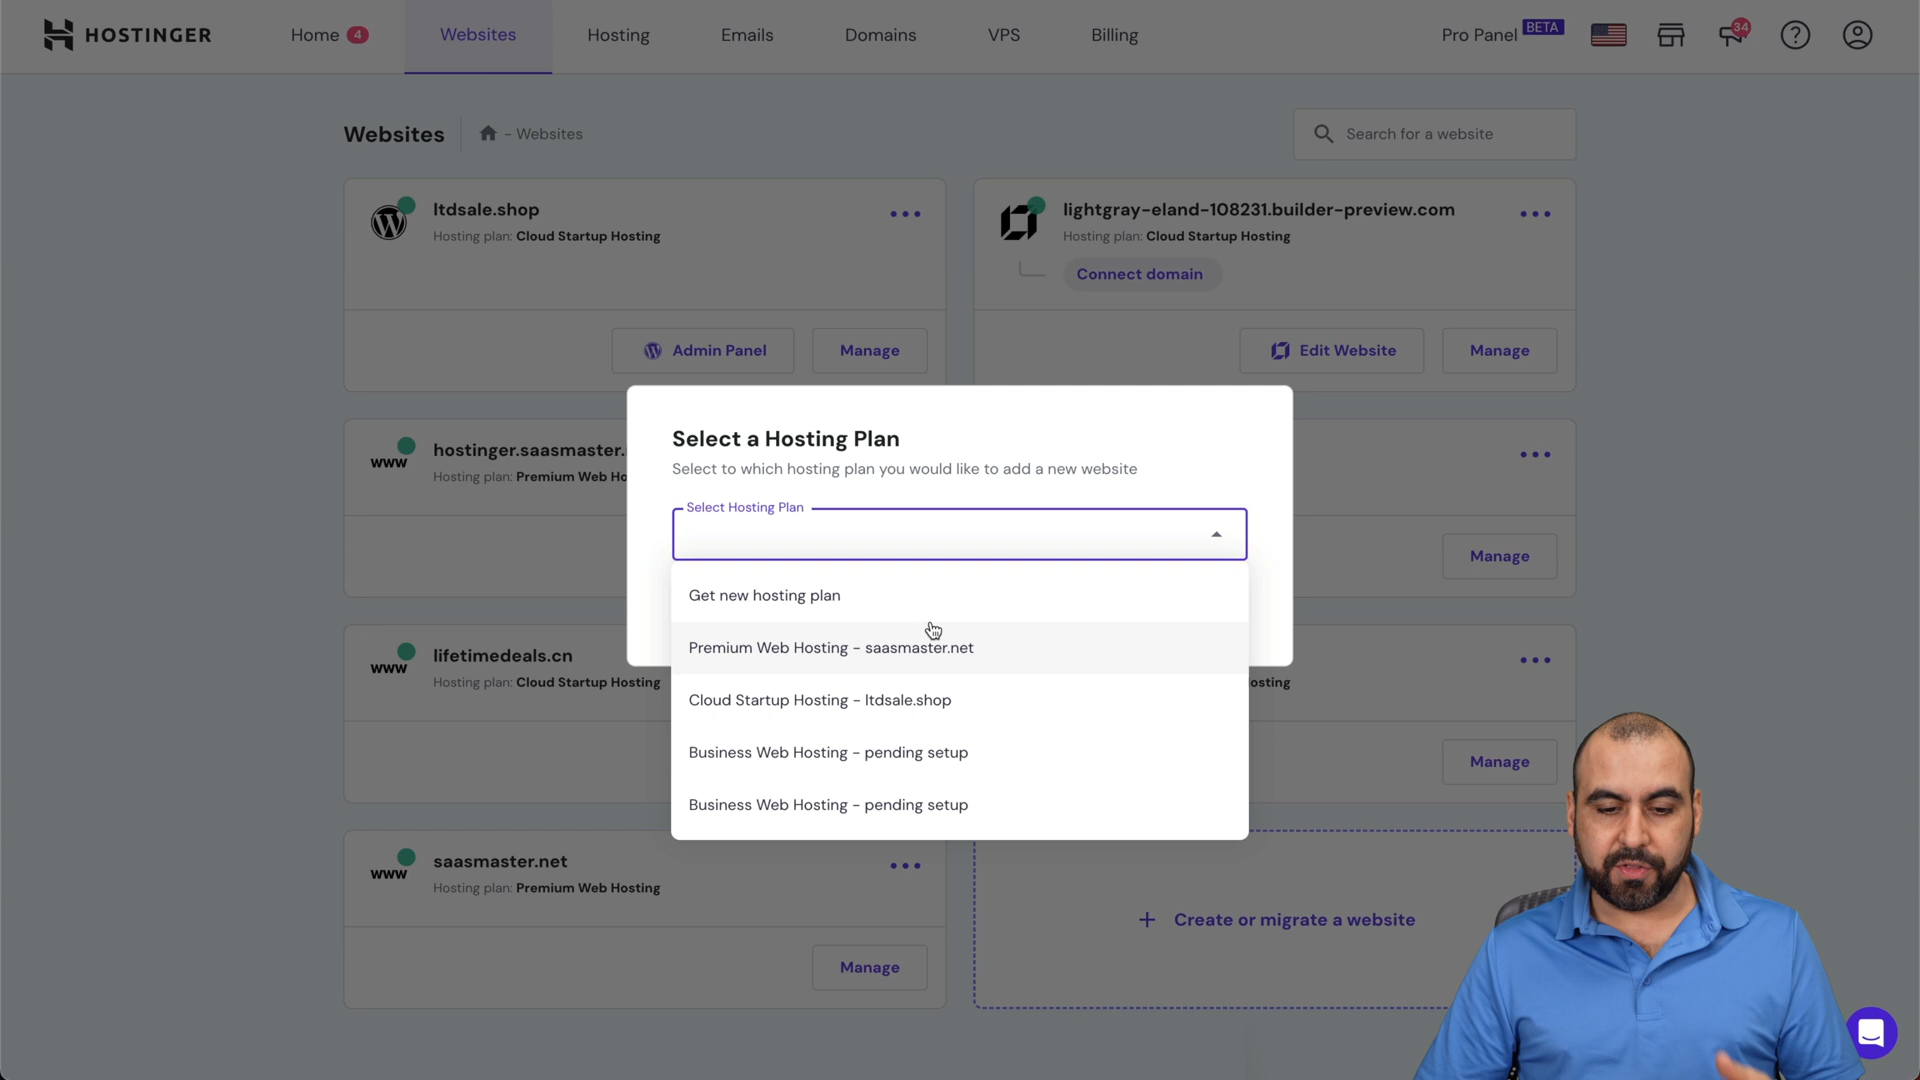 HOSTINGER
Home 4
Websites
Hosting
Emails
Domains
VPS
Billing
Pro Panel BETA
34
Websites
- Websites
Search for a website
ltdsale.shop
Hosting plan: Cloud Startup Hosting
Admin Panel
Manage
lightgray-eland-108231.builder-preview.com
Hosting plan: Cloud Startup Hosting
Connect domain
Edit Website
Manage
www
hostinger.saasmaster.
Hosting plan: Premium Web Ho
Manage
Select a Hosting Plan
Select to which hosting plan you would like to add a new website
Select Hosting Plan
Get new hosting plan
Premium Web Hosting - saasmaster.net
Cloud Startup Hosting - ltdsale.shop
Business Web Hosting - pending setup
Business Web Hosting - pending setup
www
lifetimedeals.cn
Hosting plan: Cloud Startup Hosting
osting
Manage
www
saasmaster.net
Hosting plan: Premium Web Hosting
Manage
+ Create or migrate a website